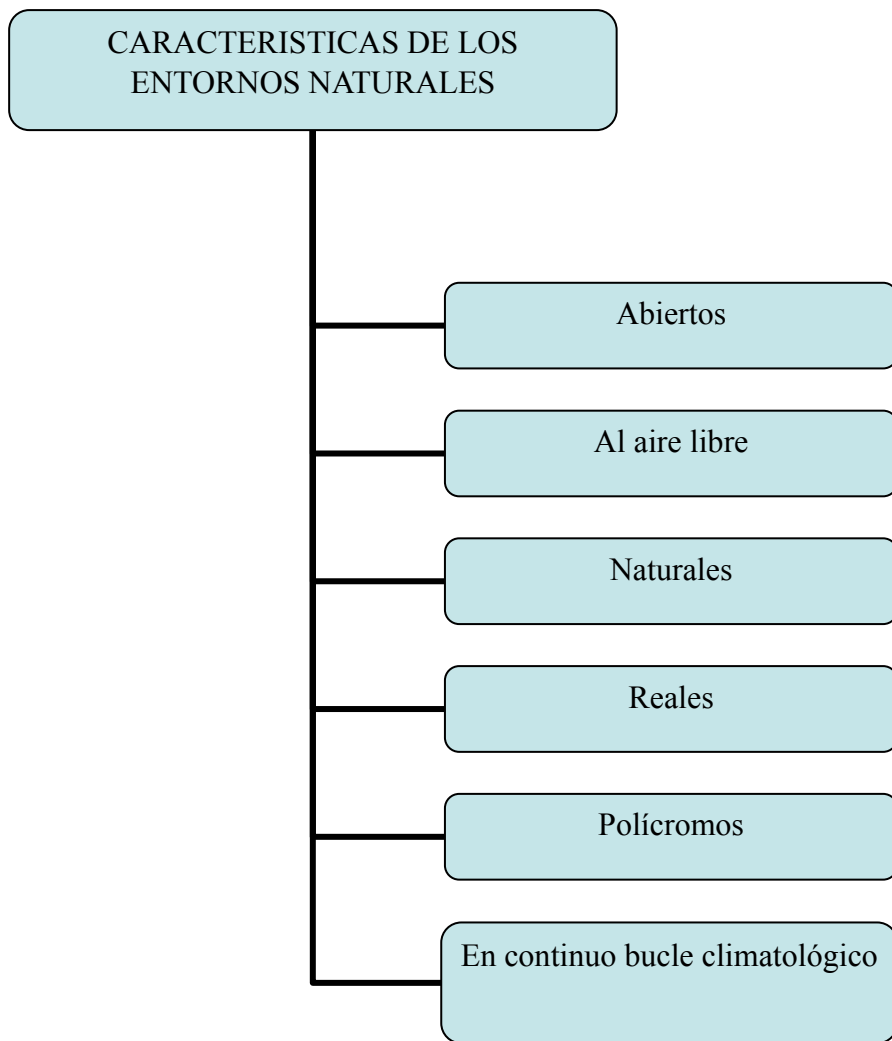 CARACTERISTICAS DE LOS
ENTORNOS NATURALES
Abiertos
Al aire libre
Naturales
Reales
Polícromos
En continuo bucle climatológico